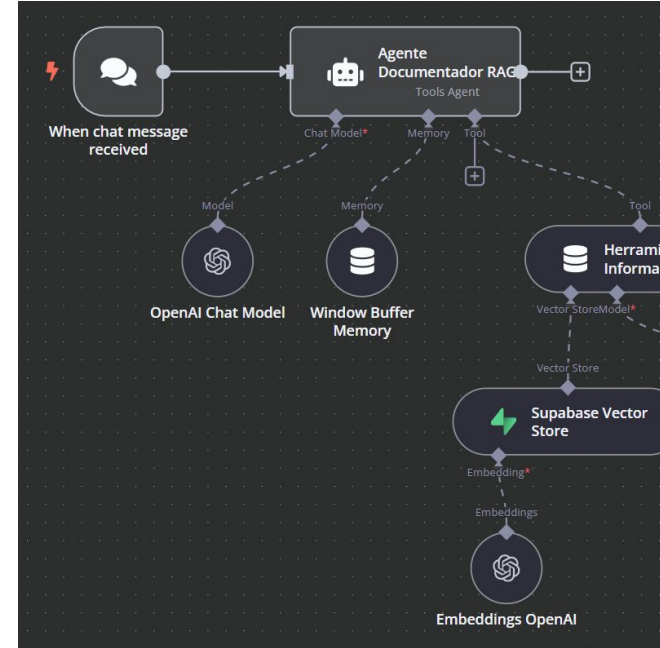 Agente
Documentador RAG
Tools Agent
When chat message
received
Chat Model*
Memory
Tool
Model
Memory
Tool
OpenAI Chat Model
Window Buffer
Memory
Herrami
Informa
Vector Store
Model*
Vector Store
Supabase Vector
Store
Embedding*
Embeddings
Embeddings OpenAI